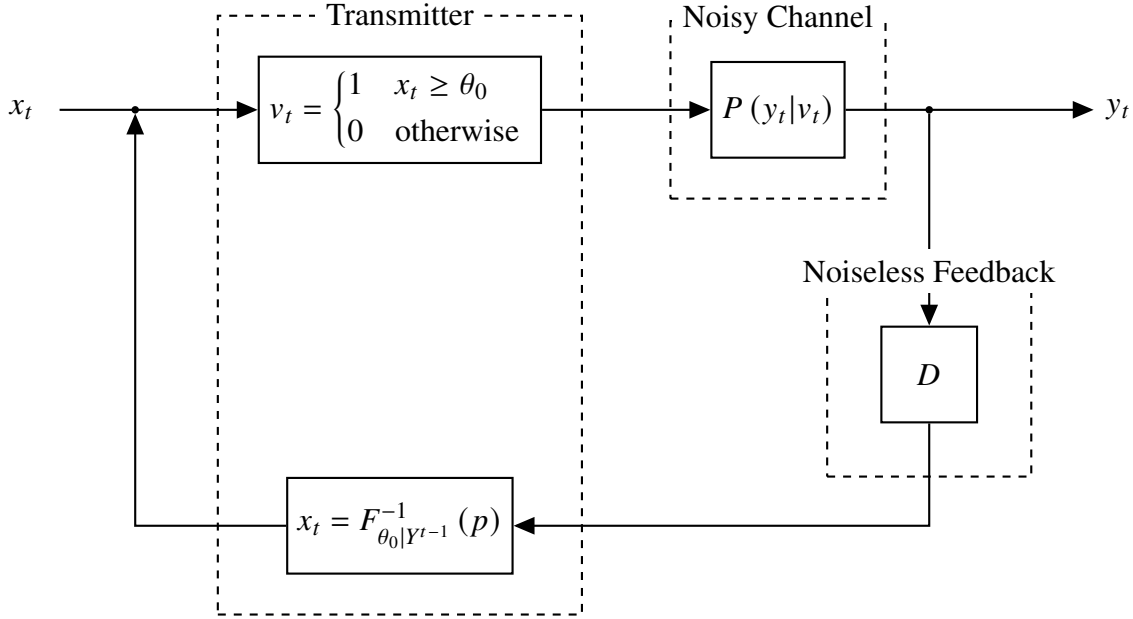 Transmitter
Noisy Channel
x_t
v_t = { 1 x_t ≥ θ_0
0 otherwise
P (y_t|v_t)
y_t
Noiseless Feedback
D
x_t = F^{-1}_{θ_0|Y^{t-1}} (p)